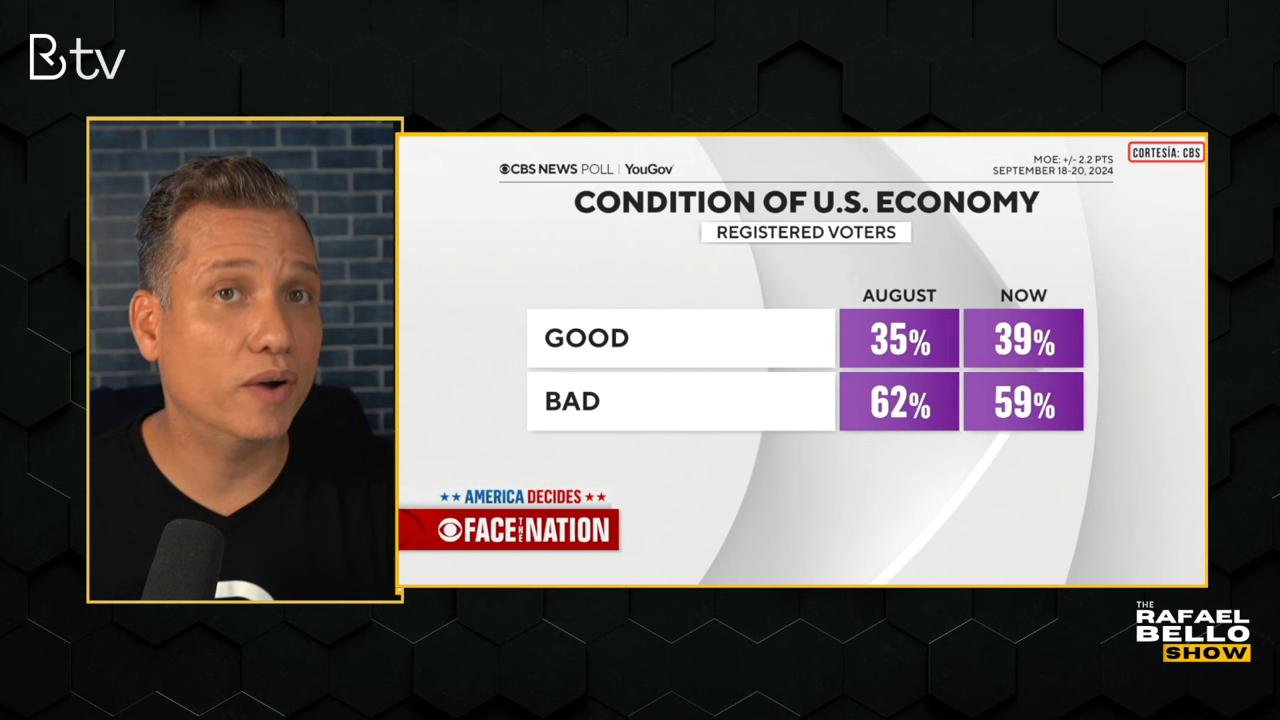 Btv
CBS NEWS POLL | YouGov
MOE: +/- 2.2 PTS
SEPTEMBER 18-20, 2024
CORTESÍA: CBS
CONDITION OF U.S. ECONOMY
REGISTERED VOTERS
AUGUST NOW
GOOD 35% 39%
BAD 62% 59%
★★ AMERICA DECIDES ★★
FACE THE NATION
THE
RAFAEL
BELLO
SHOW